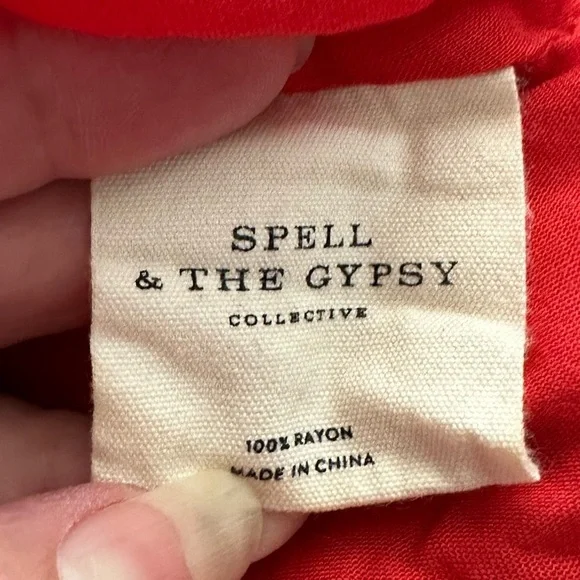 SPELL
& THE GYPSY
COLLECTIVE
100% RAYON
MADE IN CHINA